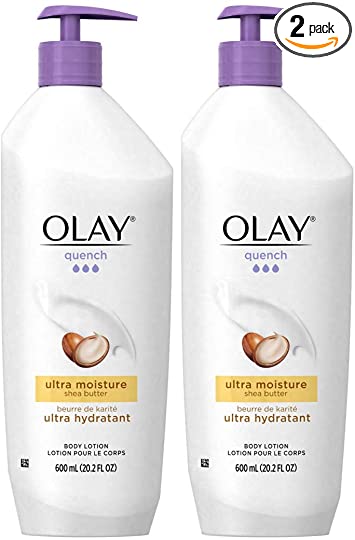 2 pack
OLAY®
quench
ultra moisture
shea butter
beurre de karité
ultra hydratant
BODY LOTION
LOTION POUR LE CORPS
600 mL (20.2 FL OZ)
OLAY®
quench
ultra moisture
shea butter
beurre de karité
ultra hydratant
BODY LOTION
LOTION POUR LE CORPS
600 mL (20.2 FL OZ)